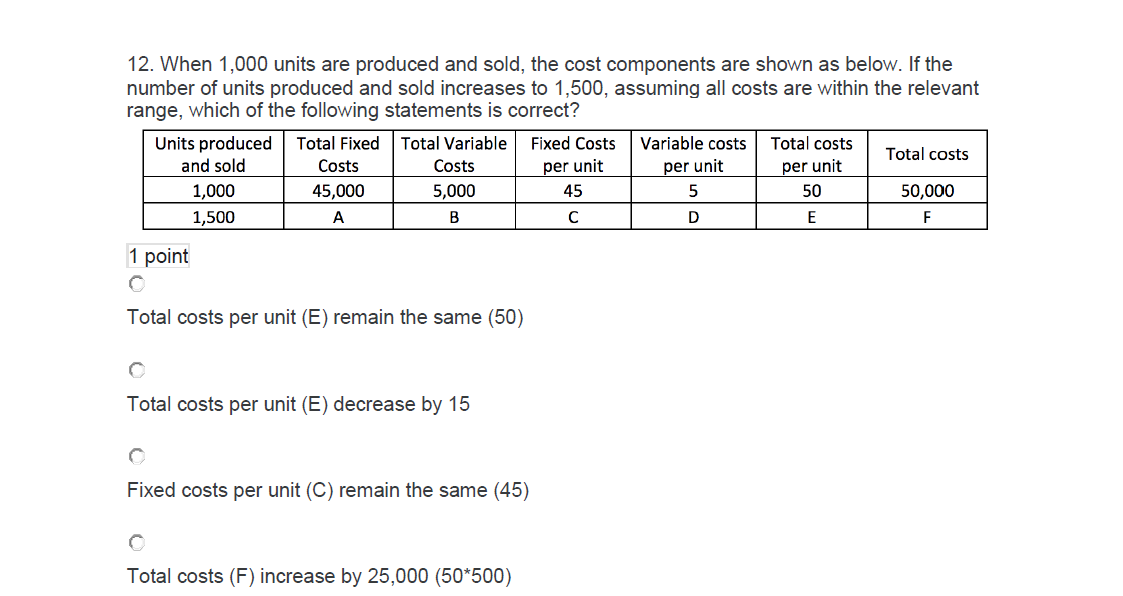 12. When 1,000 units are produced and sold, the cost components are shown as below. If the
number of units produced and sold increases to 1,500, assuming all costs are within the relevant
range, which of the following statements is correct?
Units produced and sold Total Fixed Costs Total Variable Costs Fixed Costs per unit Variable costs per unit Total costs per unit Total costs
1,000 45,000 5,000 45 5 50 50,000
1,500 A B C D E F
1 point
Total costs per unit (E) remain the same (50)
Total costs per unit (E) decrease by 15
Fixed costs per unit (C) remain the same (45)
Total costs (F) increase by 25,000 (50*500)